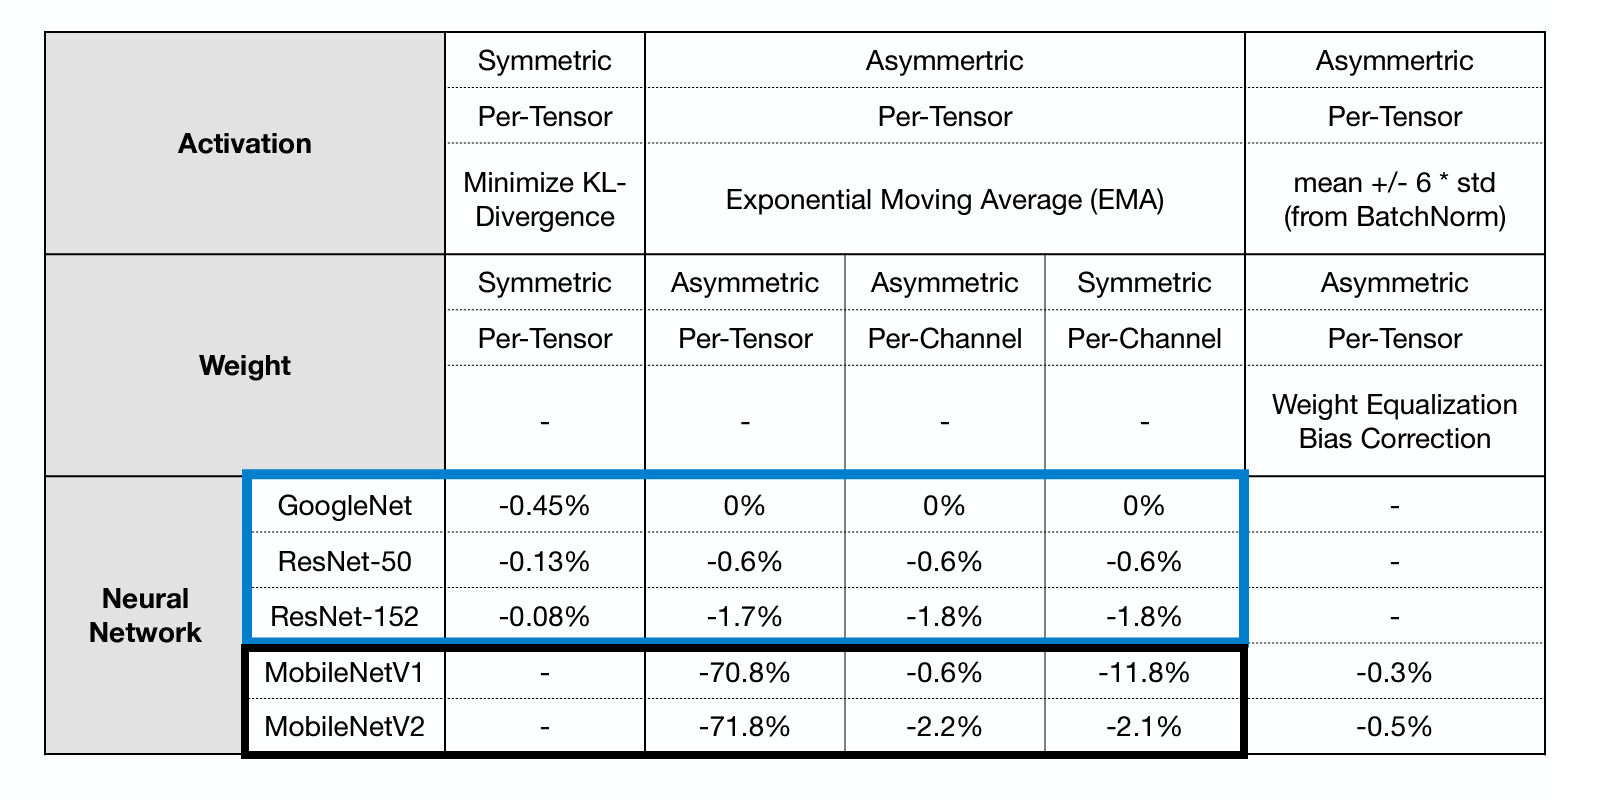 Activation
Symmetric
Asymmertric
Asymmertric
Per-Tensor
Per-Tensor
Per-Tensor
Minimize KL-
Divergence
Exponential Moving Average (EMA)
mean +/- 6 * std
(from BatchNorm)
Weight
Symmetric
Asymmetric
Asymmetric
Symmetric
Asymmetric
Per-Tensor
Per-Tensor
Per-Channel
Per-Channel
Per-Tensor
-
-
-
-
Weight Equalization
Bias Correction
Neural
Network
GoogleNet
-0.45%
0%
0%
0%
-
ResNet-50
-0.13%
-0.6%
-0.6%
-0.6%
-
ResNet-152
-0.08%
-1.7%
-1.8%
-1.8%
-
MobileNetV1
-
-70.8%
-0.6%
-11.8%
-0.3%
MobileNetV2
-
-71.8%
-2.2%
-2.1%
-0.5%